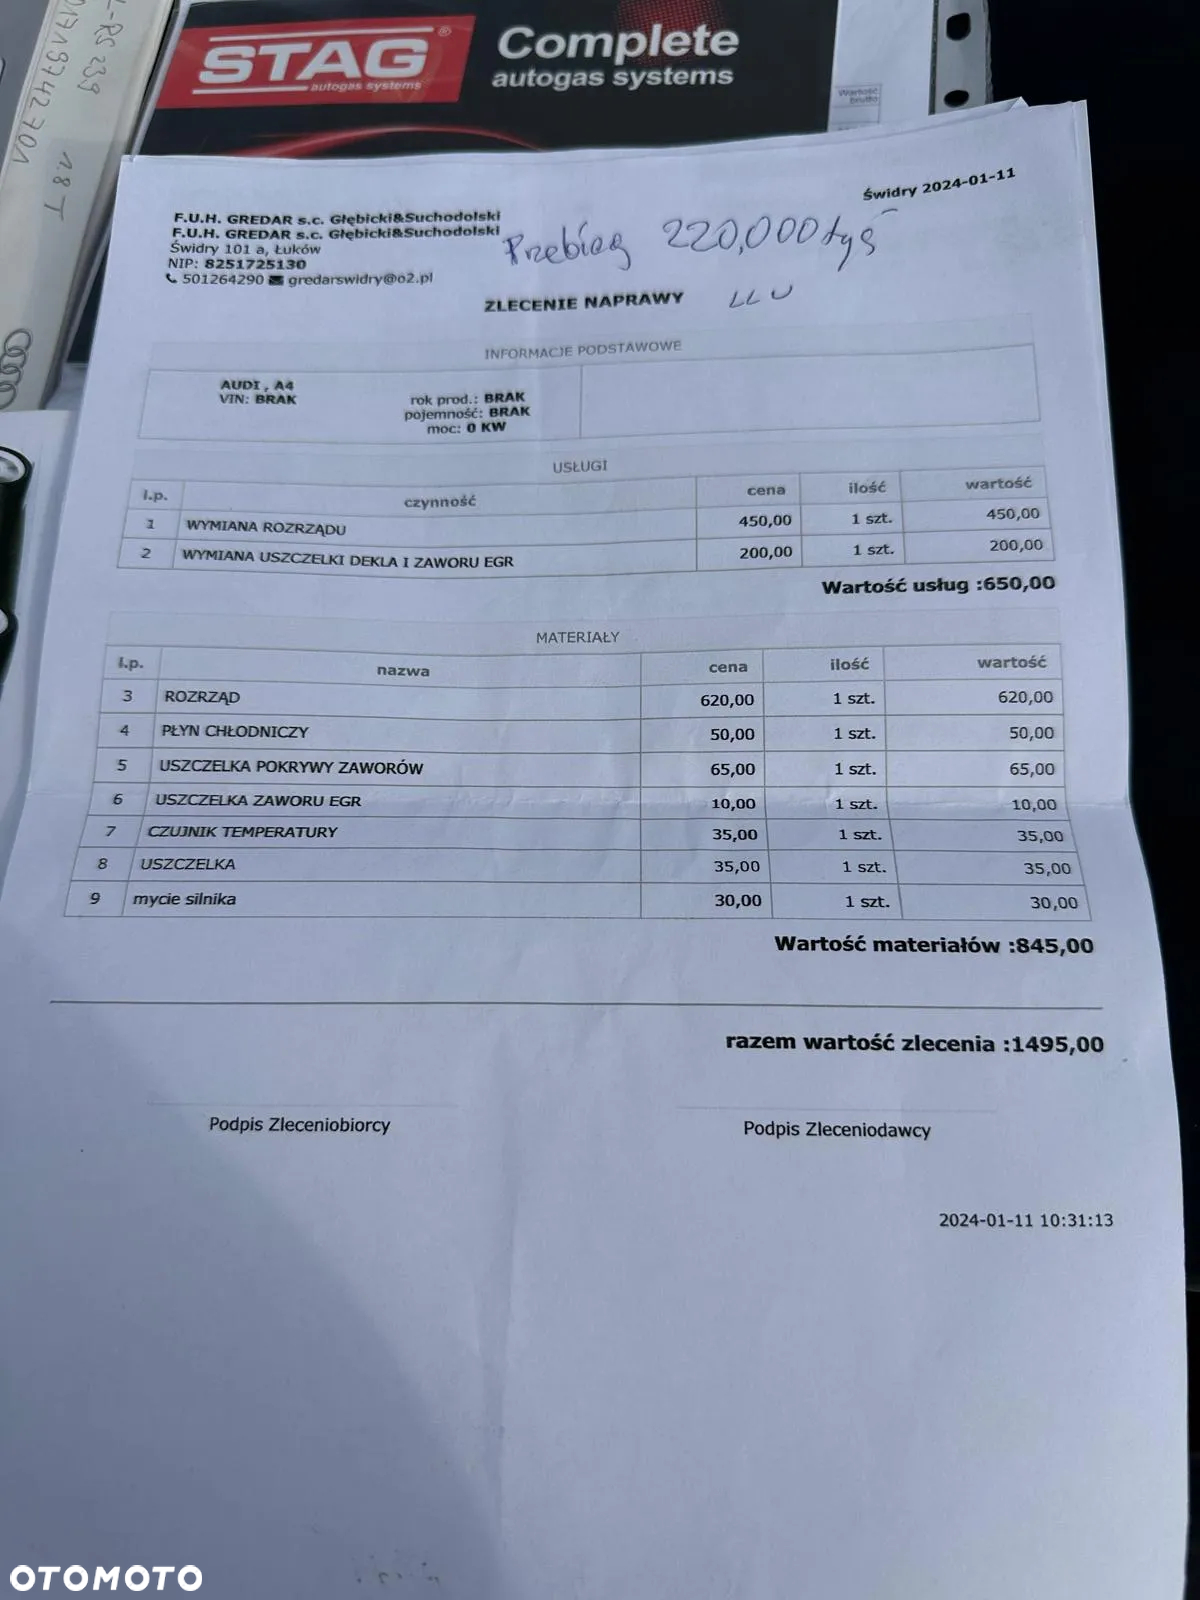 STAG®
autogas systems
Complete
autogas systems
Wartość
brutto
1.8 T
Świdry 2024-01-11
F.U.H. GREDAR s.c. Głębicki&Suchodolski
F.U.H. GREDAR s.c. Głębicki&Suchodolski
Świdry 101 a, Łuków
NIP: 8251725130
501264290 gredarswidry@o2.pl
Przebieg 220,000 tyś
ZLECENIE NAPRAWY
INFORMACJE PODSTAWOWE
AUDI , A4
VIN: BRAK
rok prod.: BRAK
pojemność: BRAK
moc: 0 KW
USŁUGI
l.p. czynność cena ilość wartość
1 WYMIANA ROZRZĄDU 450,00 1 szt. 450,00
2 WYMIANA USZCZELKI DEKLA I ZAWORU EGR 200,00 1 szt. 200,00
Wartość usług :650,00
MATERIAŁY
l.p. nazwa cena ilość wartość
3 ROZRZĄD 620,00 1 szt. 620,00
4 PŁYN CHŁODNICZY 50,00 1 szt. 50,00
5 USZCZELKA POKRYWY ZAWORÓW 65,00 1 szt. 65,00
6 USZCZELKA ZAWORU EGR 10,00 1 szt. 10,00
7 CZUJNIK TEMPERATURY 35,00 1 szt. 35,00
8 USZCZELKA 35,00 1 szt. 35,00
9 mycie silnika 30,00 1 szt. 30,00
Wartość materiałów :845,00
razem wartość zlecenia :1495,00
Podpis Zleceniobiorcy
Podpis Zleceniodawcy
2024-01-11 10:31:13
OTOMOTO